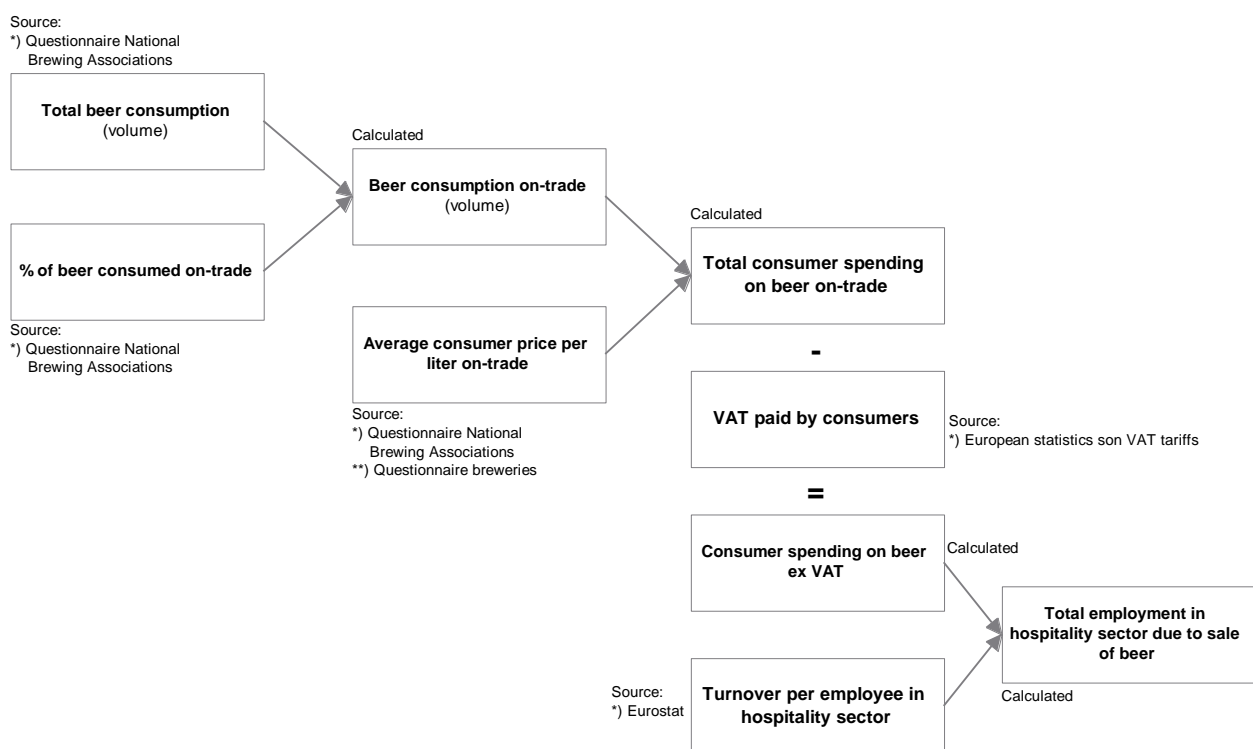 Source:
*) Questionnaire National
Brewing Associations
Total beer consumption
(volume)
% of beer consumed on-trade
Source:
*) Questionnaire National
Brewing Associations
Calculated
Beer consumption on-trade
(volume)
Average consumer price per
liter on-trade
Source:
*) Questionnaire National
Brewing Associations
**) Questionnaire breweries
Calculated
Total consumer spending
on beer on-trade
-
VAT paid by consumers
Source:
*) European statistics son VAT tariffs
=
Consumer spending on beer
ex VAT
Calculated
Source:
*) Eurostat
Turnover per employee in
hospitality sector
Total employment in
hospitality sector due to sale
of beer
Calculated